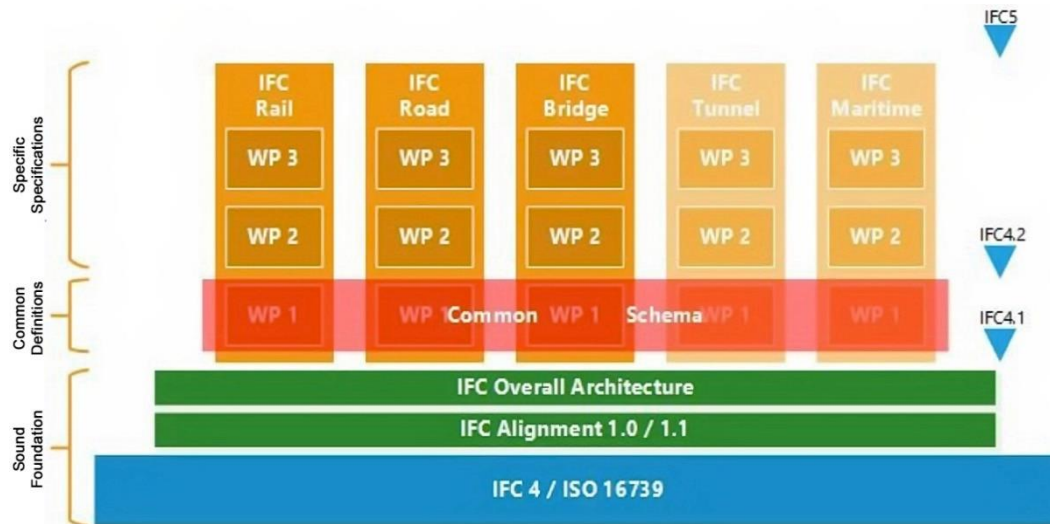 IFC5
IFC
Rail
IFC
Road
IFC
Bridge
IFC
Tunnel
IFC
Maritime
Specific
Specifications
WP 3
WP 3
WP 3
WP 3
WP 3
WP 2
WP 2
WP 2
WP 2
WP 2
IFC4.2
Common
Definitions
WP 1
WP 1
WP 1
WP 1
WP 1
Common Schema
IFC4.1
Sound
Foundation
IFC Overall Architecture
IFC Alignment 1.0 / 1.1
IFC 4 / ISO 16739